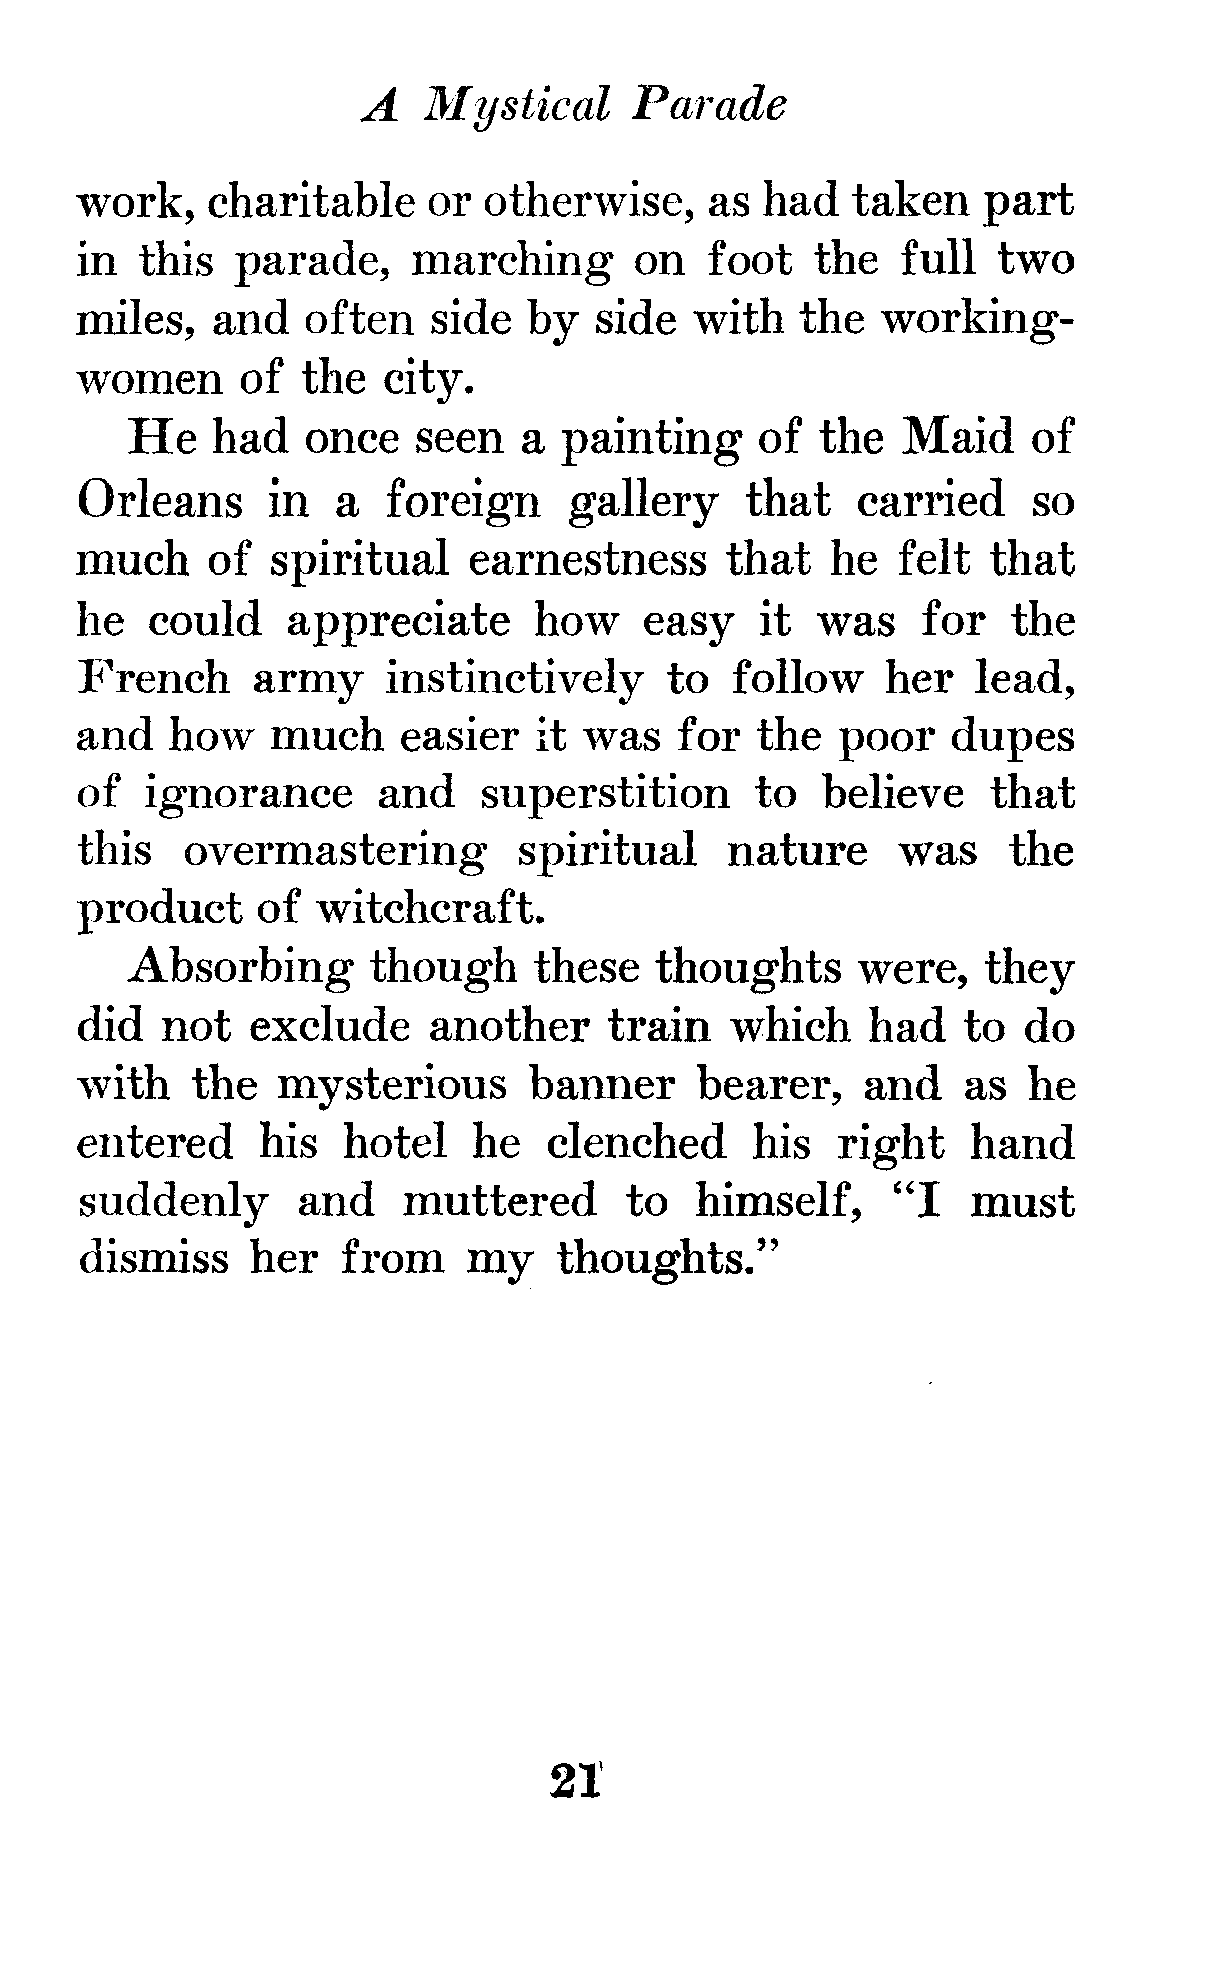 A Mystical Parade
work, charitable or otherwise, as had taken part
in this parade, marching on foot the full two
miles, and often side by side with the working-
women of the city.
He had once seen a painting of the Maid of
Orleans in a foreign gallery that carried so
much of spiritual earnestness that he felt that
he could appreciate how easy it was for the
French army instinctively to follow her lead,
and how much easier it was for the poor dupes
of ignorance and superstition to believe that
this overmastering spiritual nature was the
product of witchcraft.
Absorbing though these thoughts were, they
did not exclude another train which had to do
with the mysterious banner bearer, and as he
entered his hotel he clenched his right hand
suddenly and muttered to himself, “I must
dismiss her from my thoughts.”
21